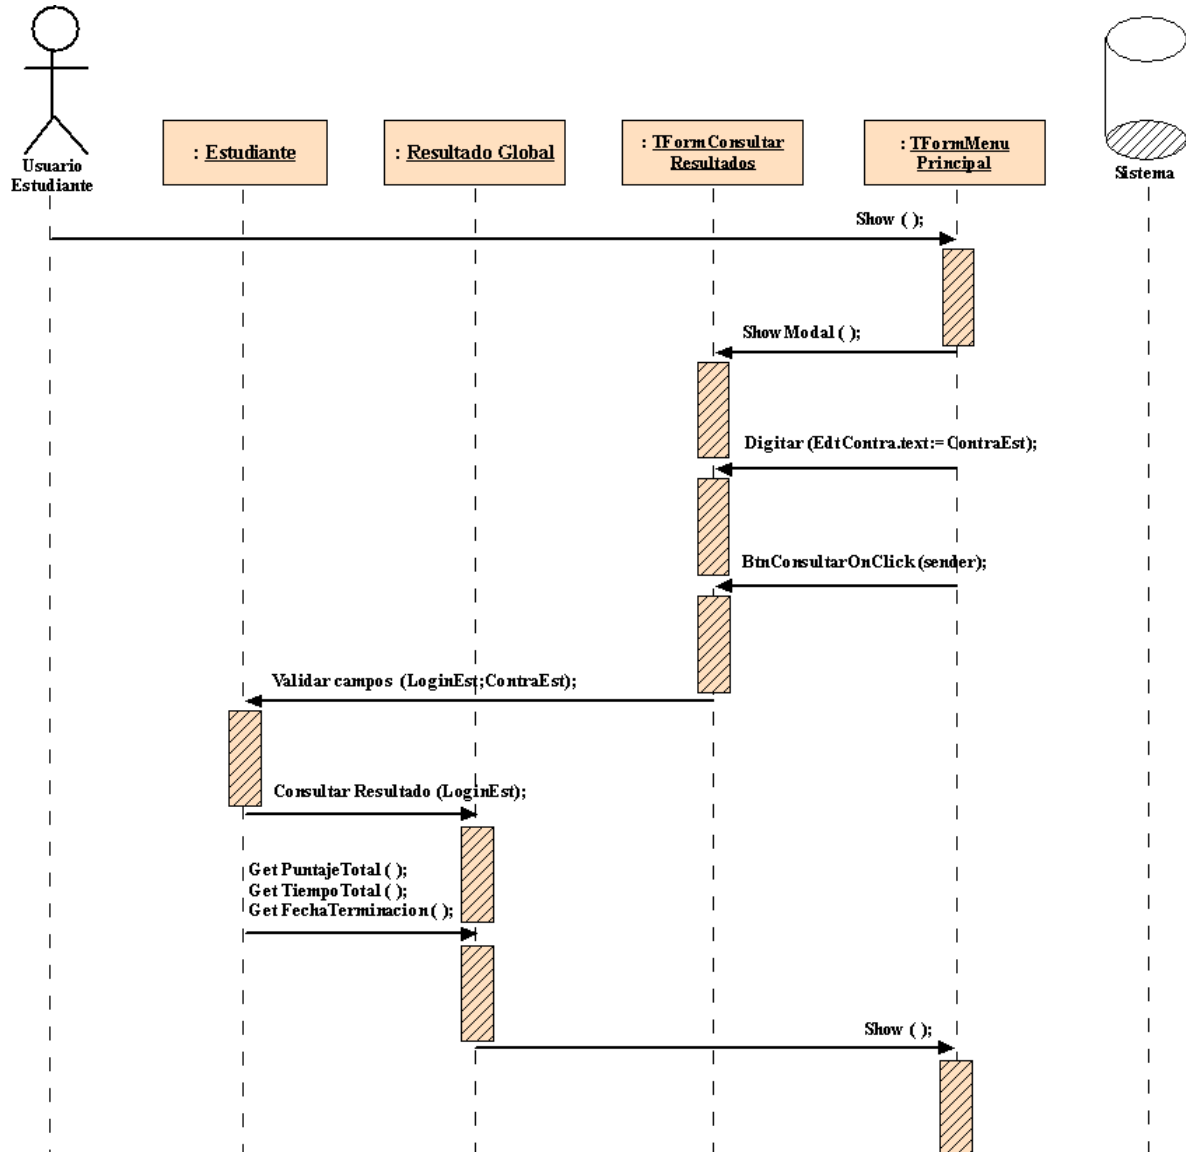 Usuario
Estudiante
: Estudiante
: Resultado Global
: TFormConsultar
Resultados
: TFormMenu
Principal
Sistema
Show ( );
ShowModal ( );
Digitar (EdtContra.text:= ContraEst);
BtnConsultarOnClick (sender);
Validar campos (LoginEst;ContraEst);
Consultar Resultado (LoginEst);
Get PuntajeTotal ( );
Get TiempoTotal ( );
Get FechaTerminacion ( );
Show ( );